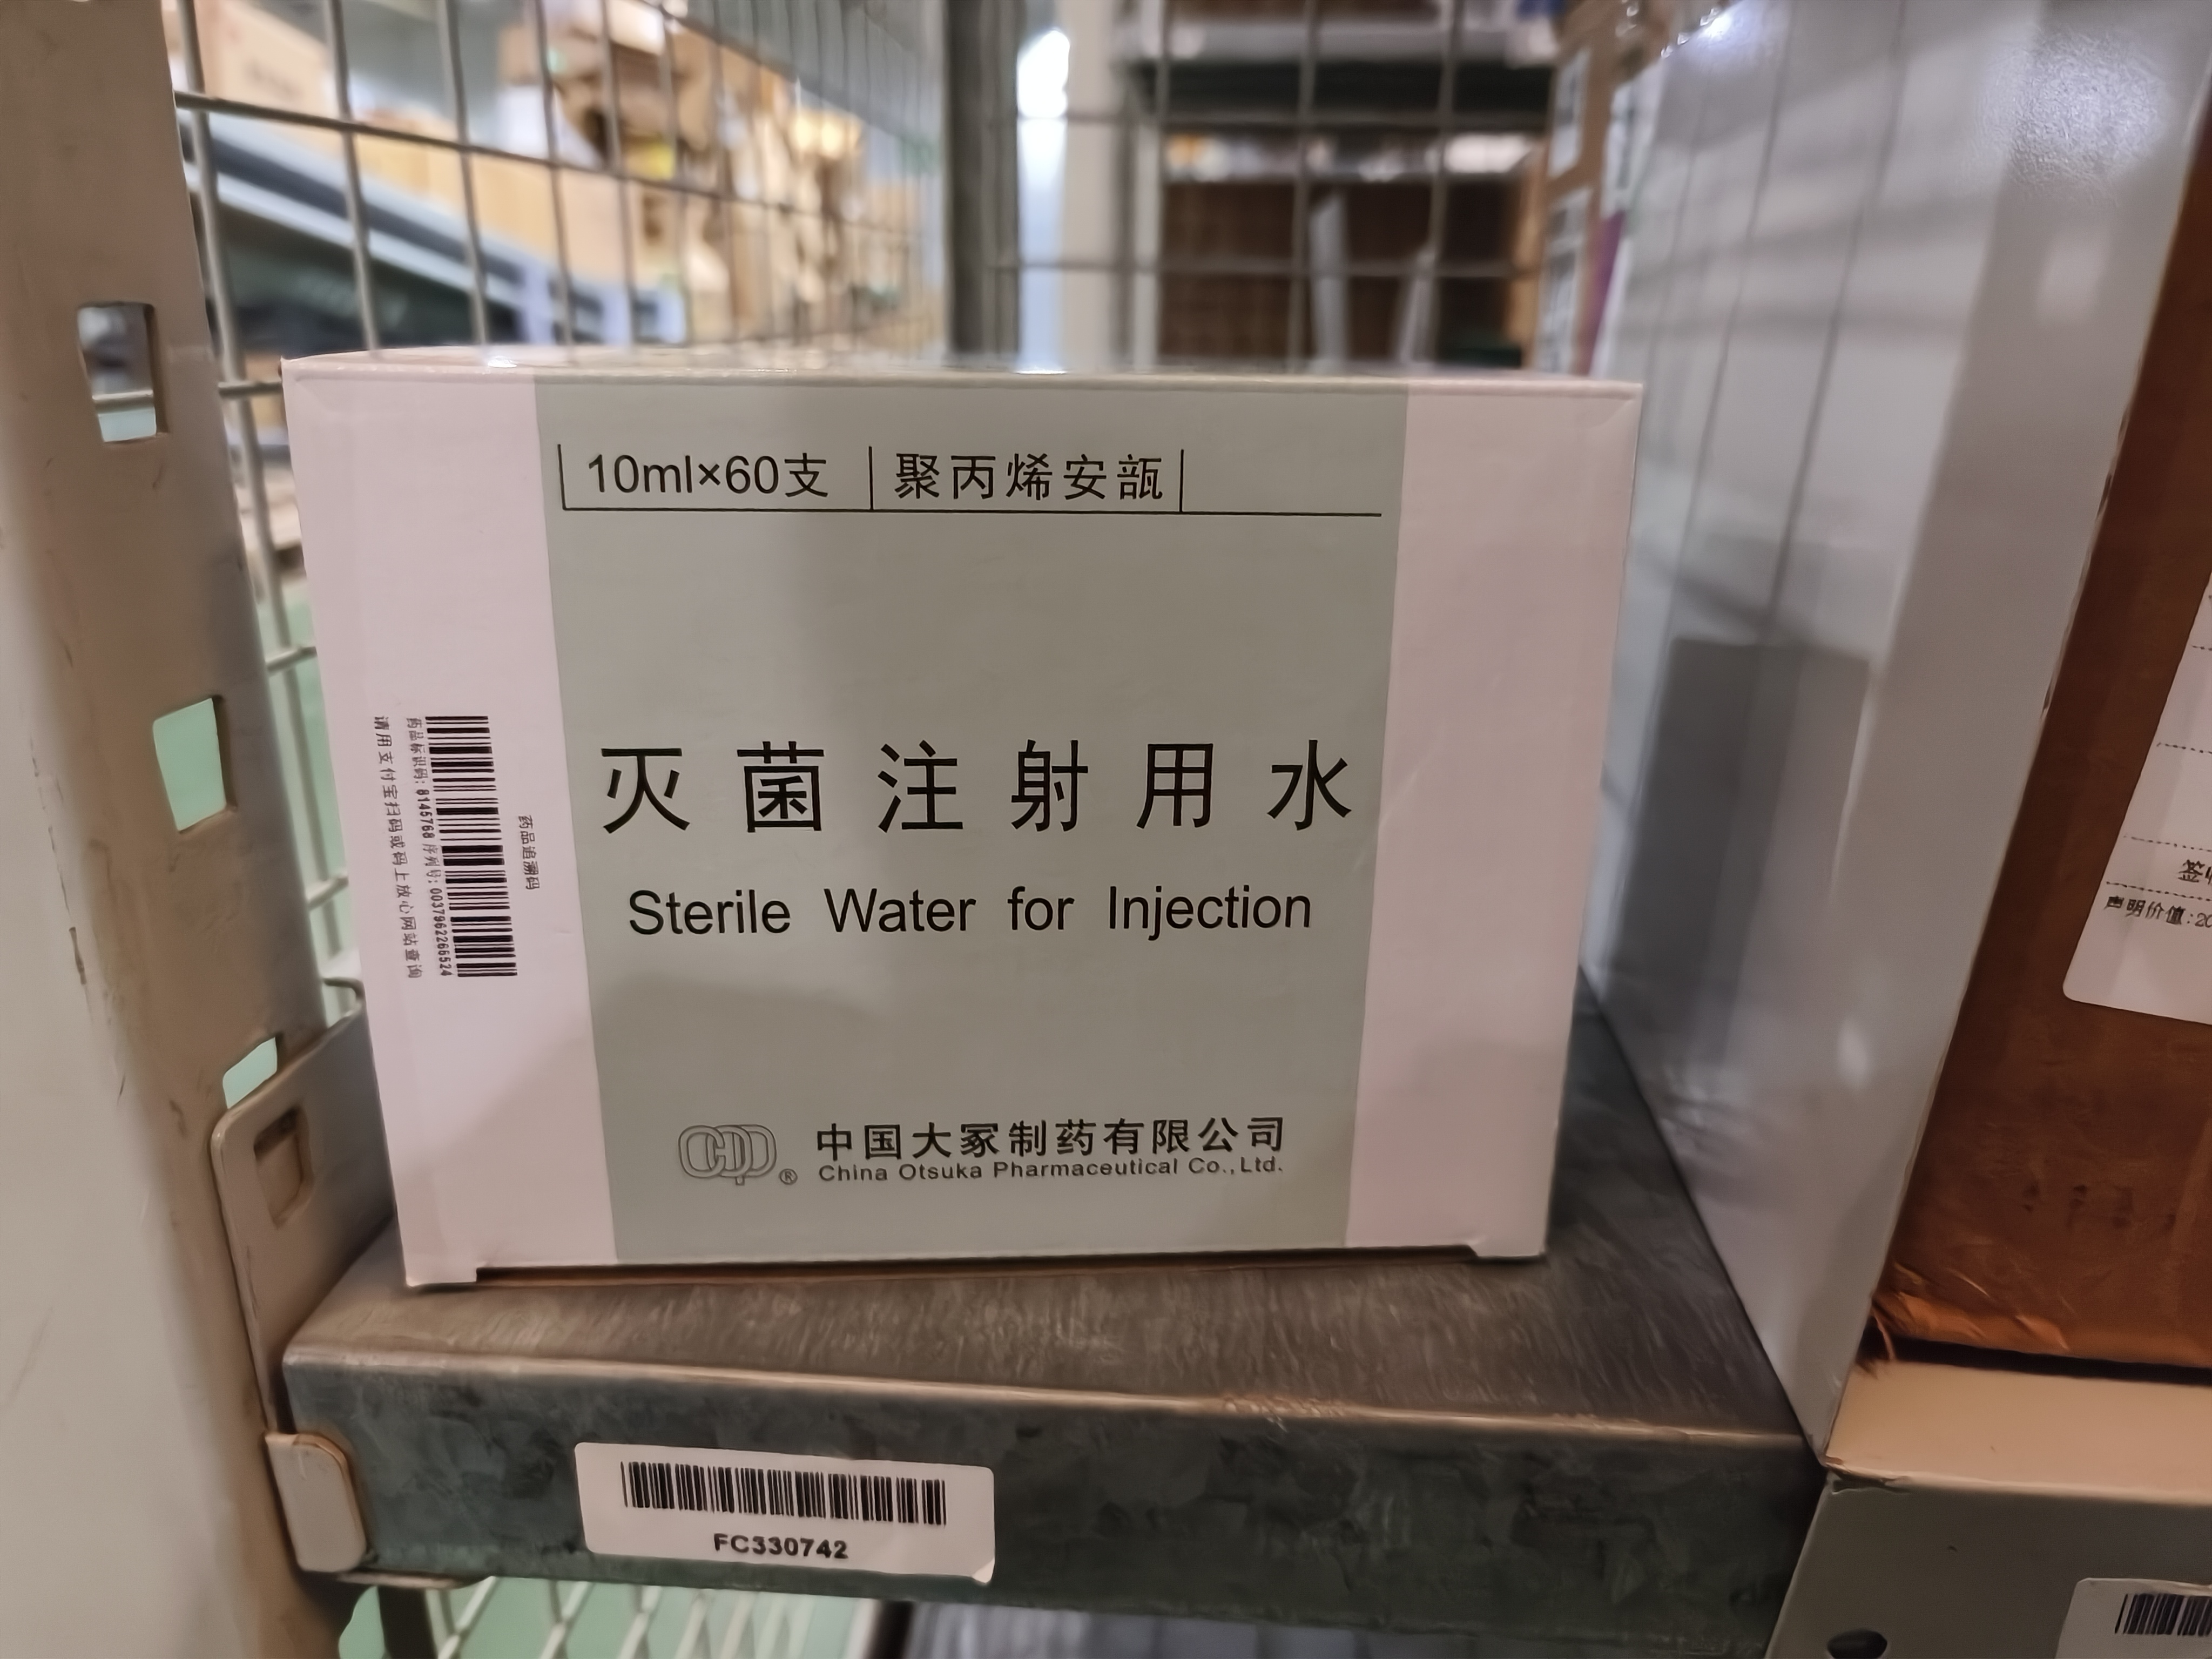 10ml×60支
聚丙烯安瓿
灭菌注射用水
Sterile Water for Injection
中国大冢制药有限公司
China Otsuka Pharmaceutical Co.,Ltd.
®
药品追溯码
药品标识码: 8145768 序列号: 0037962266524
请用支付宝扫码或码上放心网站查询
FC330742
声明价值:20